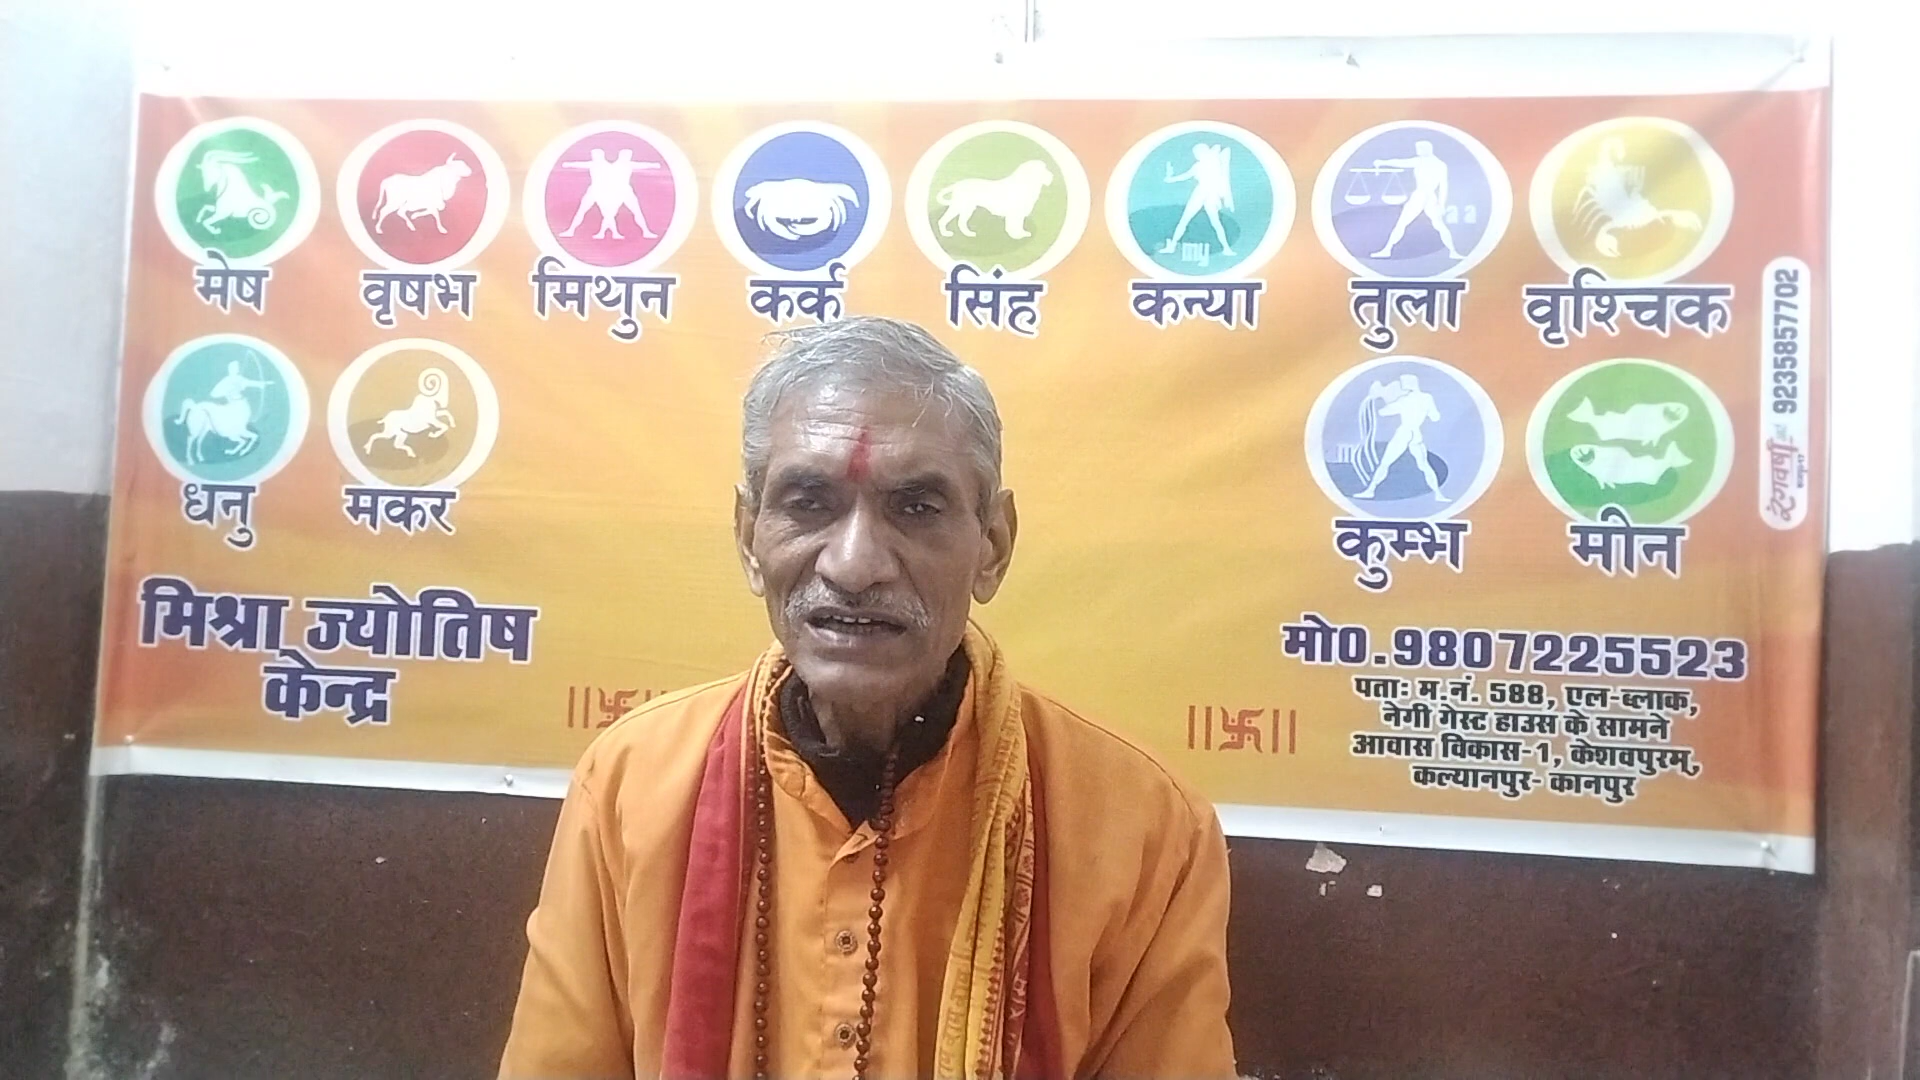 मेष वृषभ मिथुन कर्क सिंह कन्या तुला वृश्चिक
धनु मकर कुम्भ मीन
मिश्रा ज्योतिष
केन्द्र
||卐||
मो0.9807225523
पताः म.नं. 588, एल-ब्लाक,
नेगी गेस्ट हाउस के सामने
आवास विकास-1, केशवपुरम्,
कल्यानपुर- कानपुर
9235857702